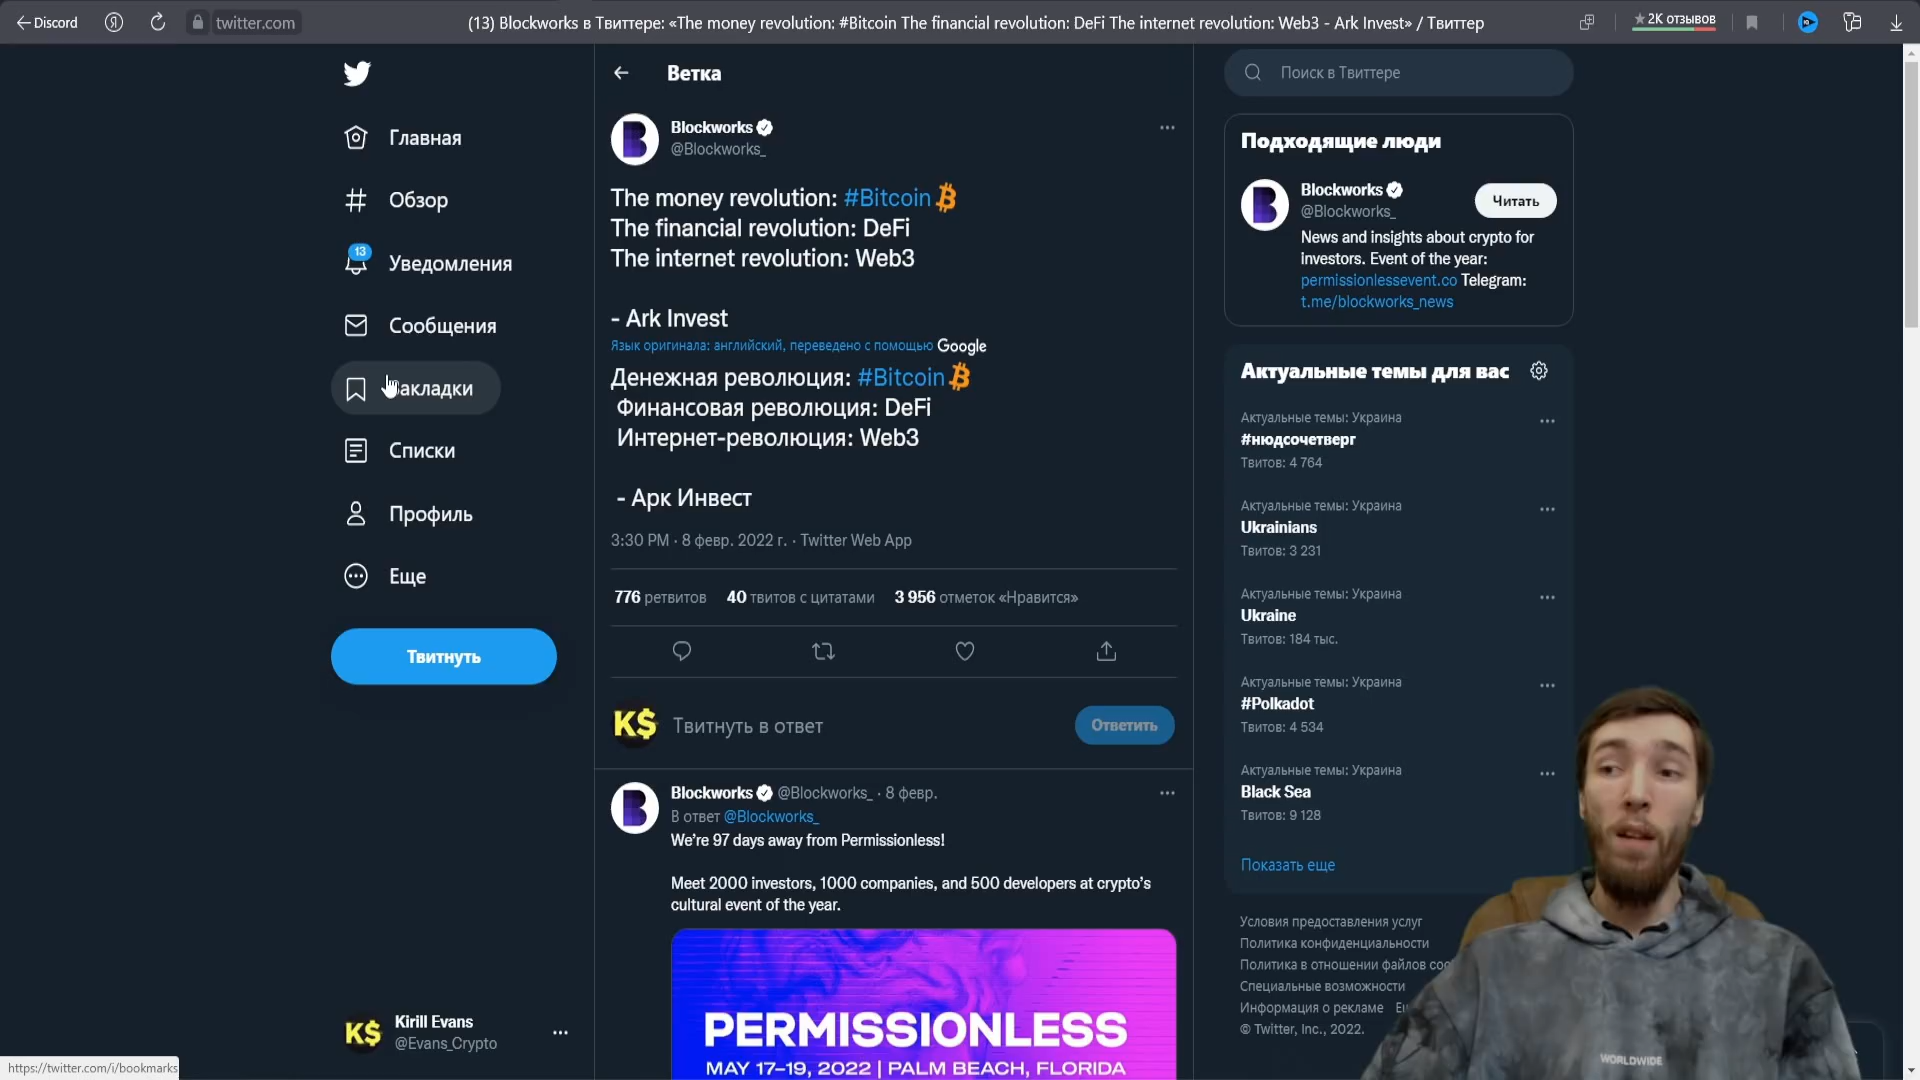 Discord
twitter.com
(13) Blockworks в Твиттере: «The money revolution: #Bitcoin The financial revolution: DeFi The internet revolution: Web3 - Ark Invest» / Твиттер
2K отзывов
Главная
Обзор
13
Уведомления
Сообщения
акладки
Списки
Профиль
Еще
Твитнуть
K$
Kirill Evans
@Evans_Crypto
https://twitter.com/i/bookmarks
Ветка
Blockworks
@Blockworks_
The money revolution: #Bitcoin
The financial revolution: DeFi
The internet revolution: Web3
- Ark Invest
Язык оригинала: английский, переведено с помощью Google
Денежная революция: #Bitcoin
Финансовая революция: DeFi
Интернет-революция: Web3
- Арк Инвест
3:30 PM · 8 февр. 2022 г. · Twitter Web App
776 ретвитов 40 твитов с цитатами 3 956 отметок «Нравится»
K$
Твитнуть в ответ
Ответить
Blockworks @Blockworks_ · 8 февр.
В ответ @Blockworks_
We're 97 days away from Permissionless!
Meet 2000 investors, 1000 companies, and 500 developers at crypto's
cultural event of the year.
PERMISSIONLESS
MAY 17–19, 2022 | PALM BEACH, FLORIDA
Поиск в Твиттере
Подходящие люди
Blockworks
@Blockworks_
Читать
News and insights about crypto for
investors. Event of the year:
permissionlessevent.co Telegram:
t.me/blockworks_news
Актуальные темы для вас
Актуальные темы: Украина
#нюдсочетверг
Твитов: 4 764
Актуальные темы: Украина
Ukrainians
Твитов: 3 231
Актуальные темы: Украина
Ukraine
Твитов: 184 тыс.
Актуальные темы: Украина
#Polkadot
Твитов: 4 534
Актуальные темы: Украина
Black Sea
Твитов: 9 128
Показать еще
Условия предоставления услуг
Политика конфиденциальности
Политика в отношении файлов coo
Специальные возможности
Информация о рекламе Е
© Twitter, Inc., 2022.
WORLDWIDE